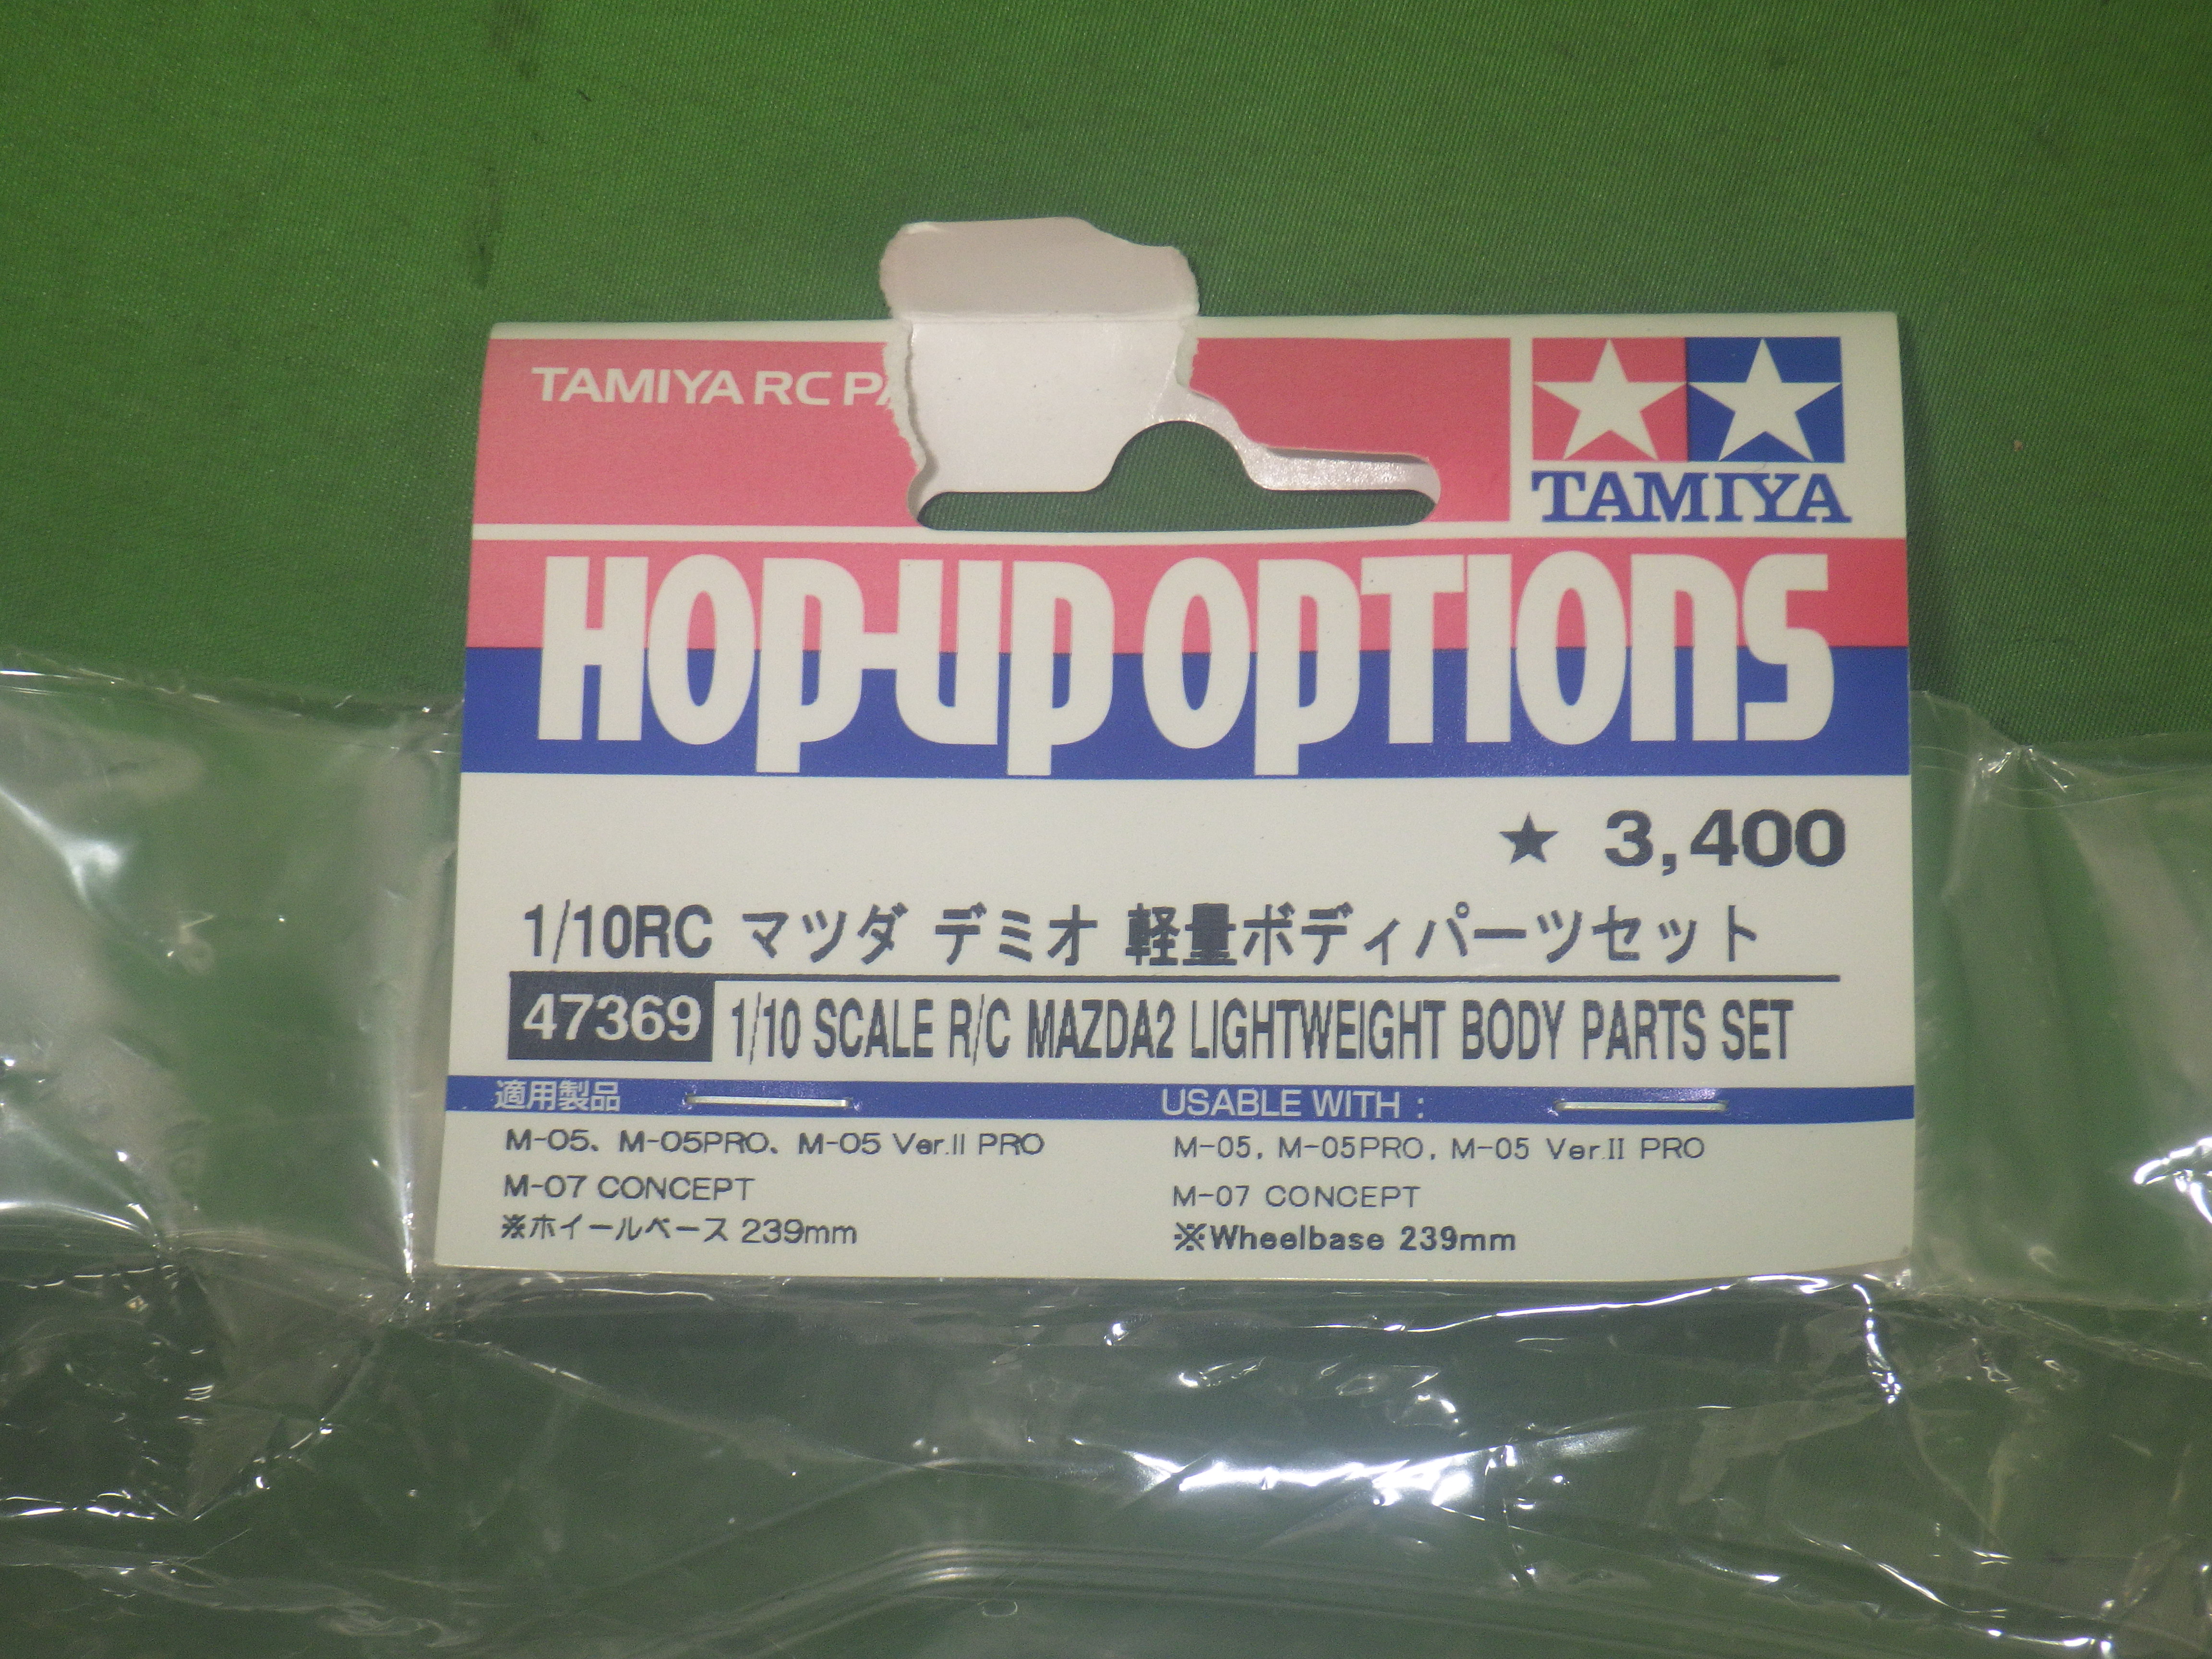 TAMIYA RC
TAMIYA
HOP-UP OPTIONS
★ 3,400
1/10RC マツダ デミオ 軽量ボディパーツセット
47369 1/10 SCALE R/C MAZDA2 LIGHTWEIGHT BODY PARTS SET
適用製品
M-05、M-05PRO、M-05 Ver.II PRO
M-07 CONCEPT
※ホイールベース 239mm
USABLE WITH :
M-05, M-05PRO, M-05 Ver.II PRO
M-07 CONCEPT
※Wheelbase 239mm